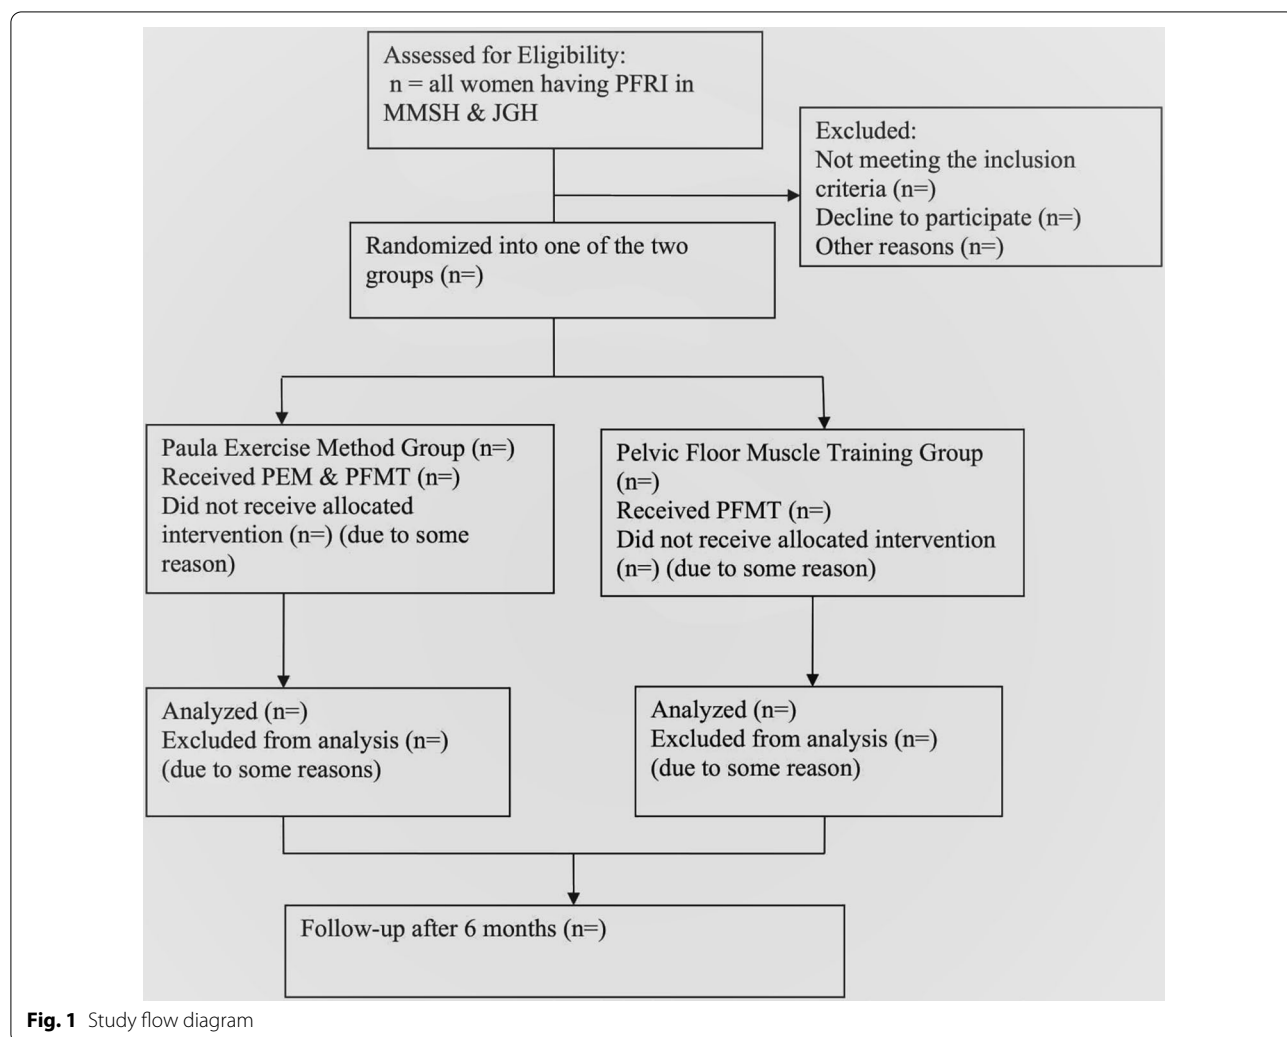 Assessed for Eligibility:
n = all women having PFRI in
MMSH & JGH
Excluded:
Not meeting the inclusion
criteria (n=)
Decline to participate (n=)
Other reasons (n=)
Randomized into one of the two
groups (n=)
Paula Exercise Method Group (n=)
Received PEM & PFMT (n=)
Did not receive allocated
intervention (n=) (due to some
reason)
Pelvic Floor Muscle Training Group
(n=)
Received PFMT (n=)
Did not receive allocated intervention
(n=) (due to some reason)
Analyzed (n=)
Excluded from analysis (n=)
(due to some reasons)
Analyzed (n=)
Excluded from analysis (n=)
(due to some reason)
Follow-up after 6 months (n=)
Fig. 1 Study flow diagram